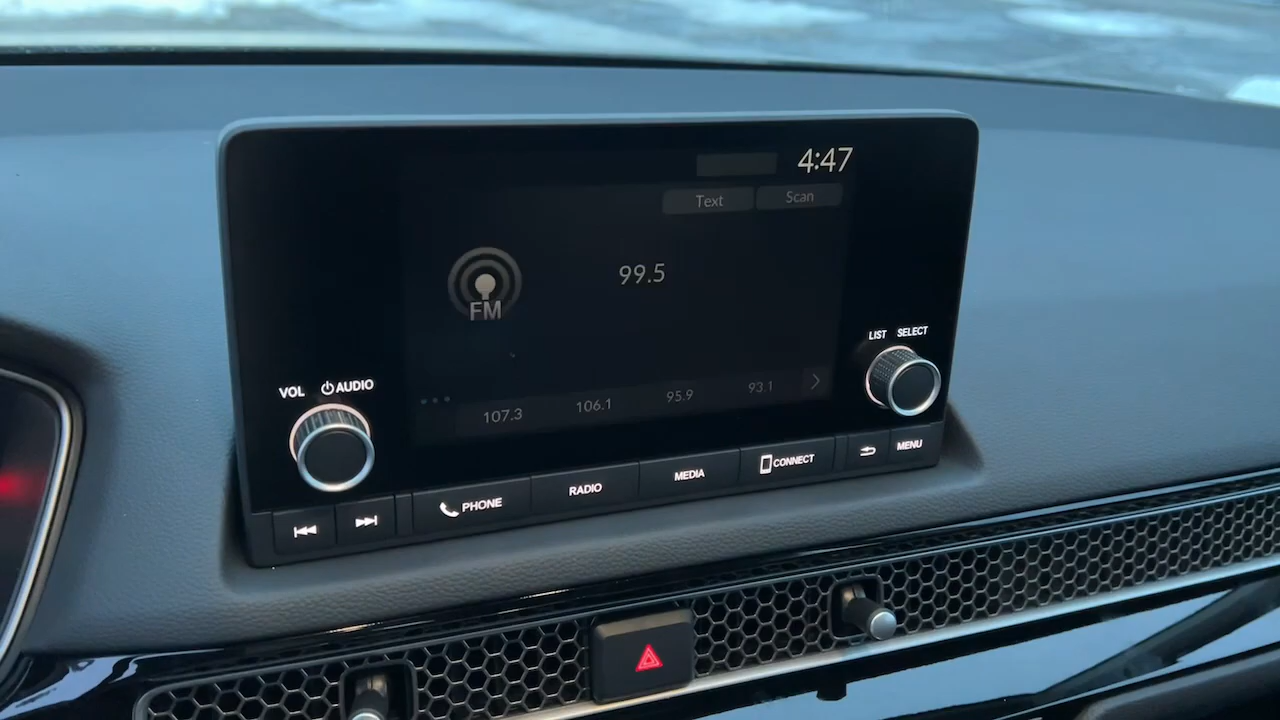 4:47
Text Scan
99.5
FM
LIST SELECT
VOL AUDIO
107.3 106.1 95.9 93.1
PHONE RADIO MEDIA CONNECT MENU